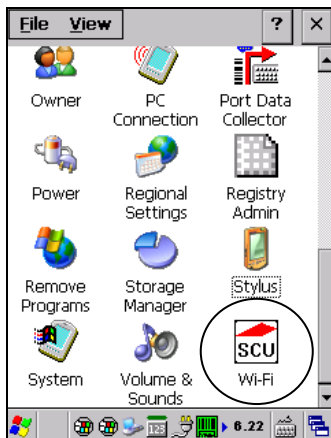 File View ? ×
Owner
PC Connection
Port Data Collector
Power
Regional Settings
Registry Admin
Remove Programs
Storage Manager
Stylus
System
Volume & Sounds
SCU
Wi-Fi
123
6.22